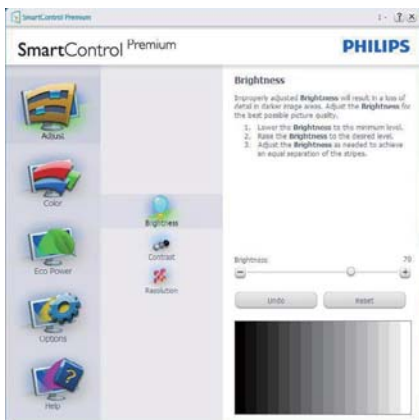 SmartControl Premium
SmartControl Premium
PHILIPS
Adjust
Color
Eco Power
Options
Help
Brightness
Contrast
Resolution
Brightness
Improperly adjusted Brightness will result in a loss of
detail in darker image areas. Adjust the Brightness for
the best possible picture quality.
1. Lower the Brightness to the minimum level.
2. Raise the Brightness to the desired level.
3. Adjust the Brightness as needed to achieve
an equal separation of the stripes.
Brightness
70
Undo
Reset